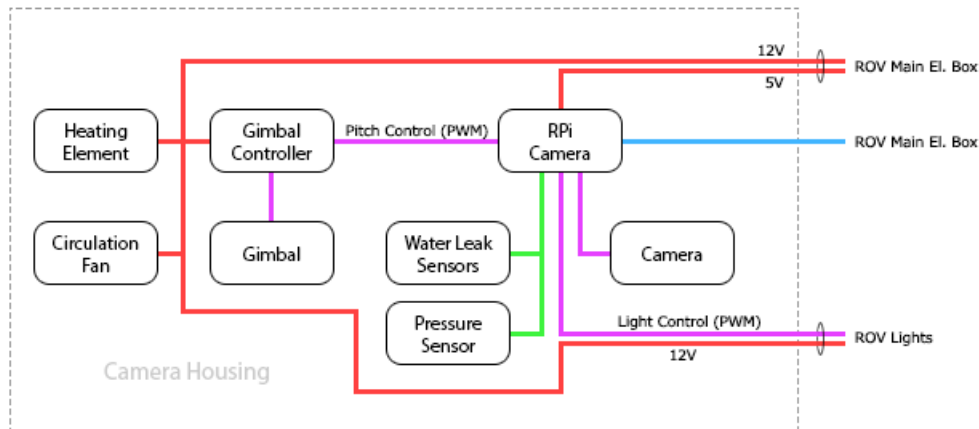 12V
ROV Main El. Box
5V
Heating
Element
Gimbal
Controller
Pitch Control (PWM)
RPi
Camera
ROV Main El. Box
Circulation
Fan
Gimbal
Water Leak
Sensors
Camera
Pressure
Sensor
Light Control (PWM)
ROV Lights
12V
Camera Housing